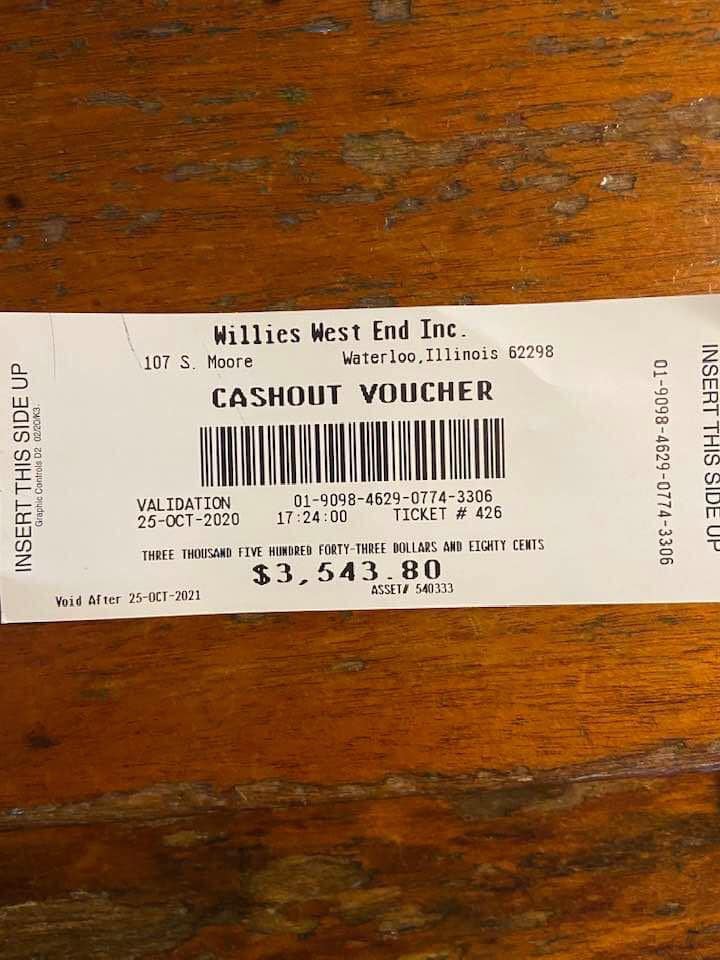 Willies West End Inc.
107 S. Moore Waterloo,Illinois 62298
CASHOUT VOUCHER
VALIDATION 01-9098-4629-0774-3306
25-OCT-2020 17:24:00 TICKET # 426
THREE THOUSAND FIVE HUNDRED FORTY-THREE DOLLARS AND EIGHTY CENTS
$3,543.80
Void After 25-OCT-2021 ASSET# 540333
INSERT THIS SIDE UP
Graphic Controls D2 02/20/K3.
01-9098-4629-0774-3306
INSERT THIS SIDE UP